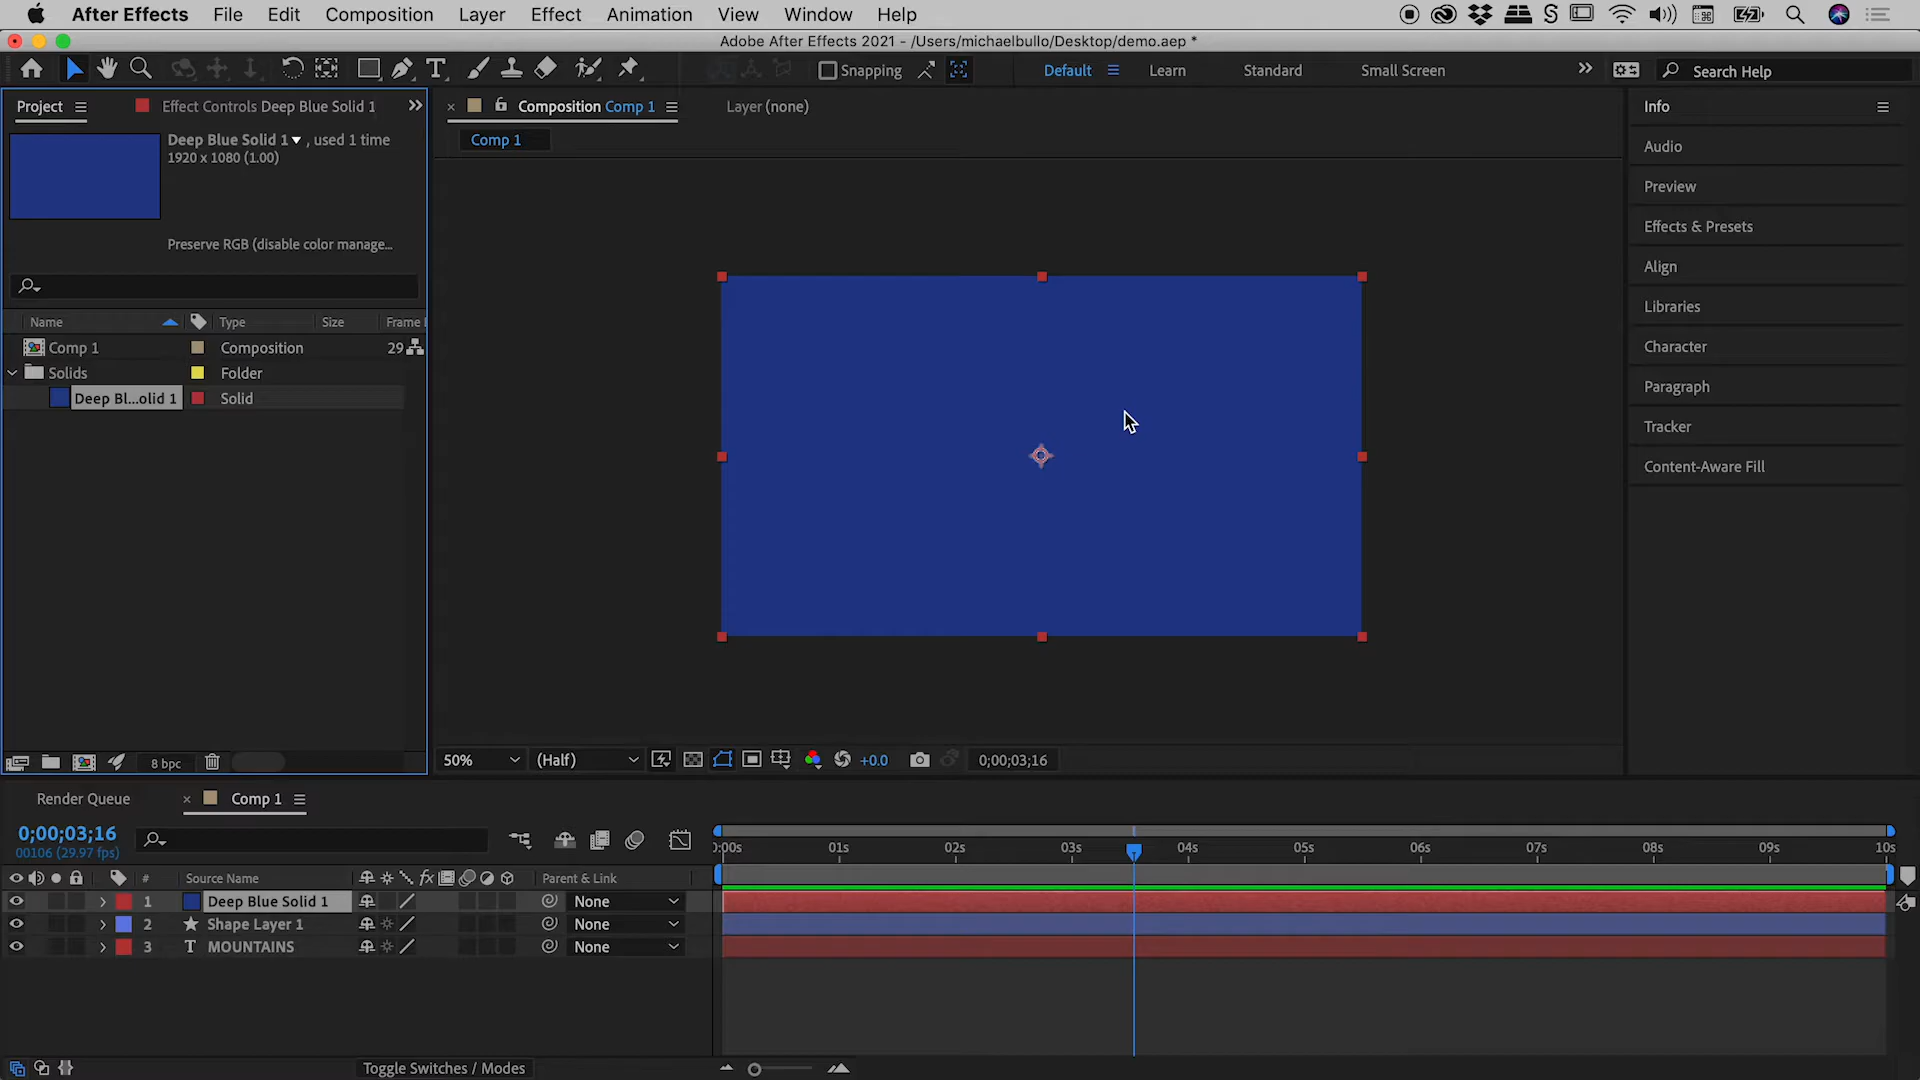 After Effects File Edit Composition Layer Effect Animation View Window Help
Adobe After Effects 2021 - /Users/michaelbullo/Desktop/demo.aep *
Snapping Default Learn Standard Small Screen Search Help
Project Effect Controls Deep Blue Solid 1
Composition Comp 1 Layer (none)
Info
Deep Blue Solid 1 , used 1 time
1920 x 1080 (1.00)
Comp 1
Audio
Preview
Preserve RGB (disable color manage...
Effects & Presets
Align
Libraries
Name Type Size Frame
Comp 1 Composition 29
Character
Solids Folder
Paragraph
Deep Bl...olid 1 Solid
Tracker
Content-Aware Fill
8 bpc
50% (Half) +0.0 0;00;03;16
Render Queue Comp 1
0;00;03;16
00106 (29.97 fps)
0:00s 01s 02s 03s 04s 05s 06s 07s 08s 09s 10s
# Source Name fx Parent & Link
1 Deep Blue Solid 1 None
2 Shape Layer 1 None
3 T MOUNTAINS None
Toggle Switches / Modes